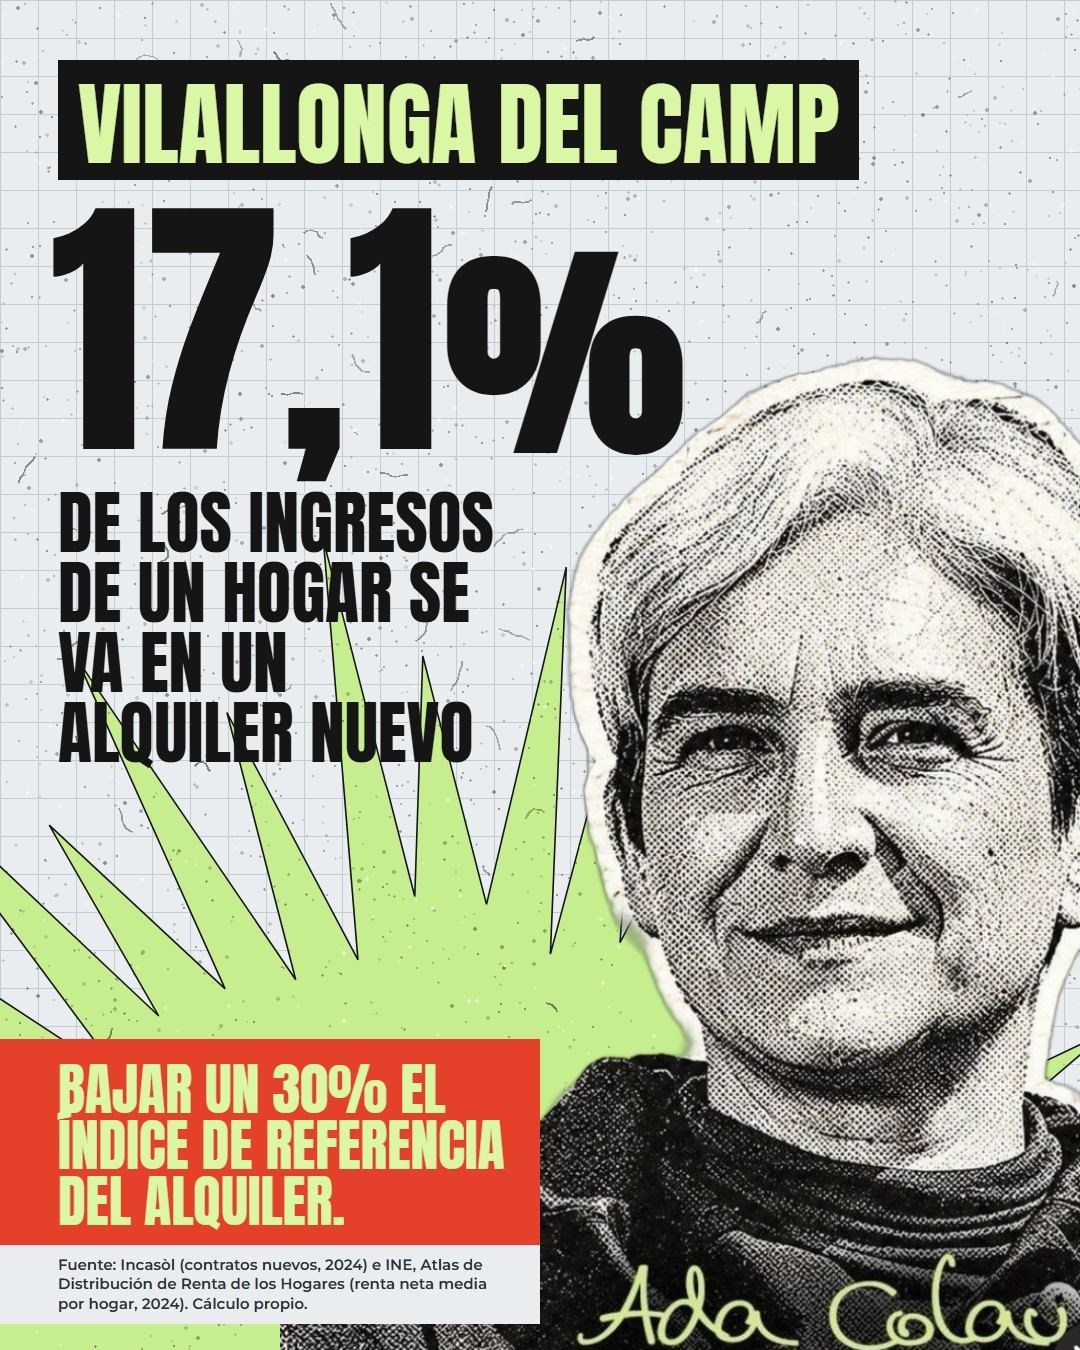 VILALLONGA DEL CAMP
17,1%
DE LOS INGRESOS
DE UN HOGAR SE
VA EN UN
ALQUILER NUEVO
BAJAR UN 30% EL
ÍNDICE DE REFERENCIA
DEL ALQUILER.
Fuente: Incasòl (contratos nuevos, 2024) e INE, Atlas de
Distribución de Renta de los Hogares (renta neta media
por hogar, 2024). Cálculo propio.
Ada Colau